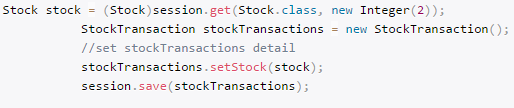 Stock stock = (Stock)session.get(Stock.class, new Integer(2));
StockTransaction stockTransactions = new StockTransaction();
//set stockTransactions detail
stockTransactions.setStock(stock);
session.save(stockTransactions);